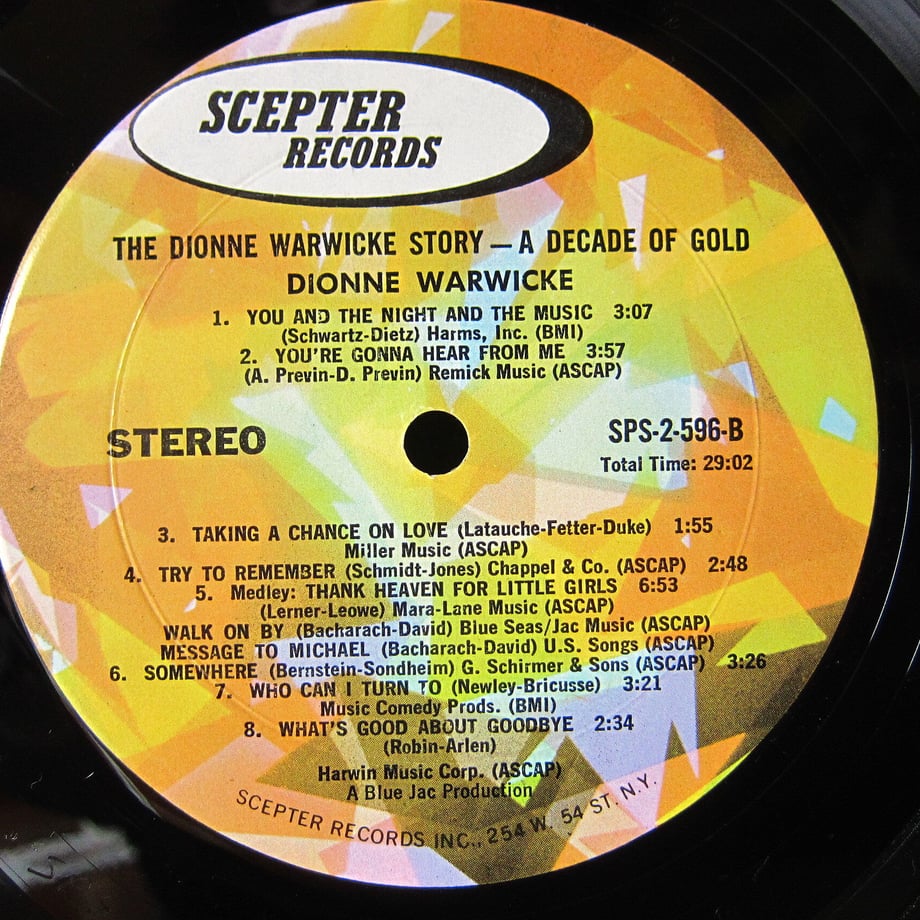 SCEPTER
RECORDS
THE DIONNE WARWICKE STORY — A DECADE OF GOLD
DIONNE WARWICKE
1. YOU AND THE NIGHT AND THE MUSIC 3:07
(Schwartz-Dietz) Harms, Inc. (BMI)
2. YOU'RE GONNA HEAR FROM ME 3:57
(A. Previn-D. Previn) Remick Music (ASCAP)
STEREO
SPS-2-596-B
Total Time: 29:02
3. TAKING A CHANCE ON LOVE (Latauche-Fetter-Duke) 1:55
Miller Music (ASCAP)
4. TRY TO REMEMBER (Schmidt-Jones) Chappel & Co. (ASCAP) 2:48
5. Medley: THANK HEAVEN FOR LITTLE GIRLS 6:53
(Lerner-Leowe) Mara-Lane Music (ASCAP)
WALK ON BY (Bacharach-David) Blue Seas/Jac Music (ASCAP)
MESSAGE TO MICHAEL (Bacharach-David) U.S. Songs (ASCAP)
6. SOMEWHERE (Bernstein-Sondheim) G. Schirmer & Sons (ASCAP) 3:26
7. WHO CAN I TURN TO (Newley-Bricusse) 3:21
Music Comedy Prods. (BMI)
8. WHAT'S GOOD ABOUT GOODBYE 2:34
(Robin-Arlen)
Harwin Music Corp. (ASCAP)
A Blue Jac Production
SCEPTER RECORDS INC., 254 W. 54 ST. N.Y.